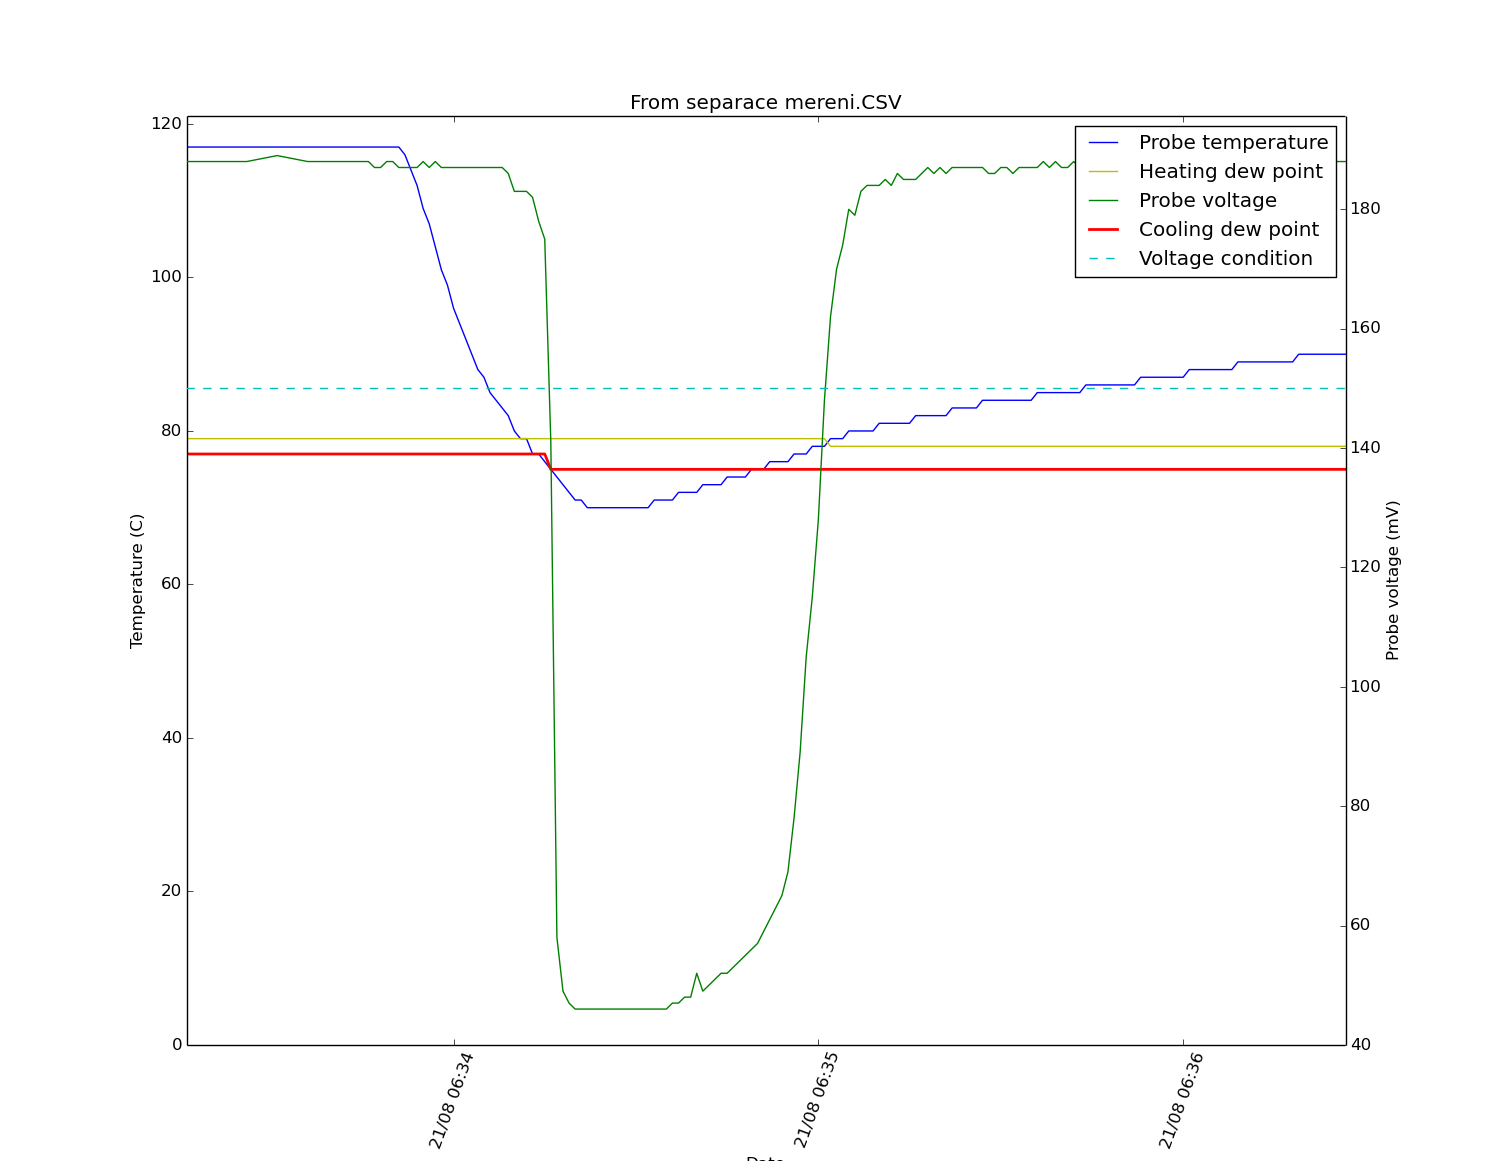 From separace mereni.CSV
120
100
80
60
40
20
0
Temperature (C)
Probe temperature
Heating dew point
Probe voltage
Cooling dew point
Voltage condition
180
160
140
120
100
80
60
40
Probe voltage (mV)
21/08 06:34
21/08 06:35
21/08 06:36
Date